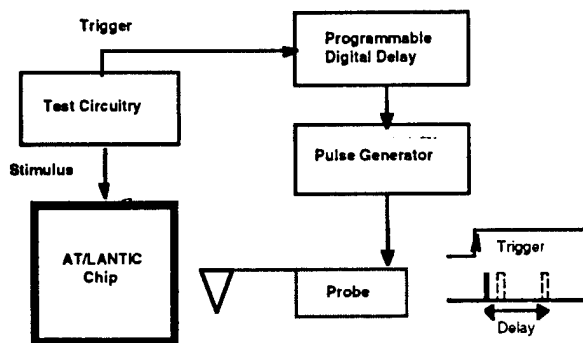 Trigger
Programmable
Digital Delay
Test Circuitry
Pulse Generator
Stimulus
AT/LANTIC
Chip
Probe
Trigger
Delay